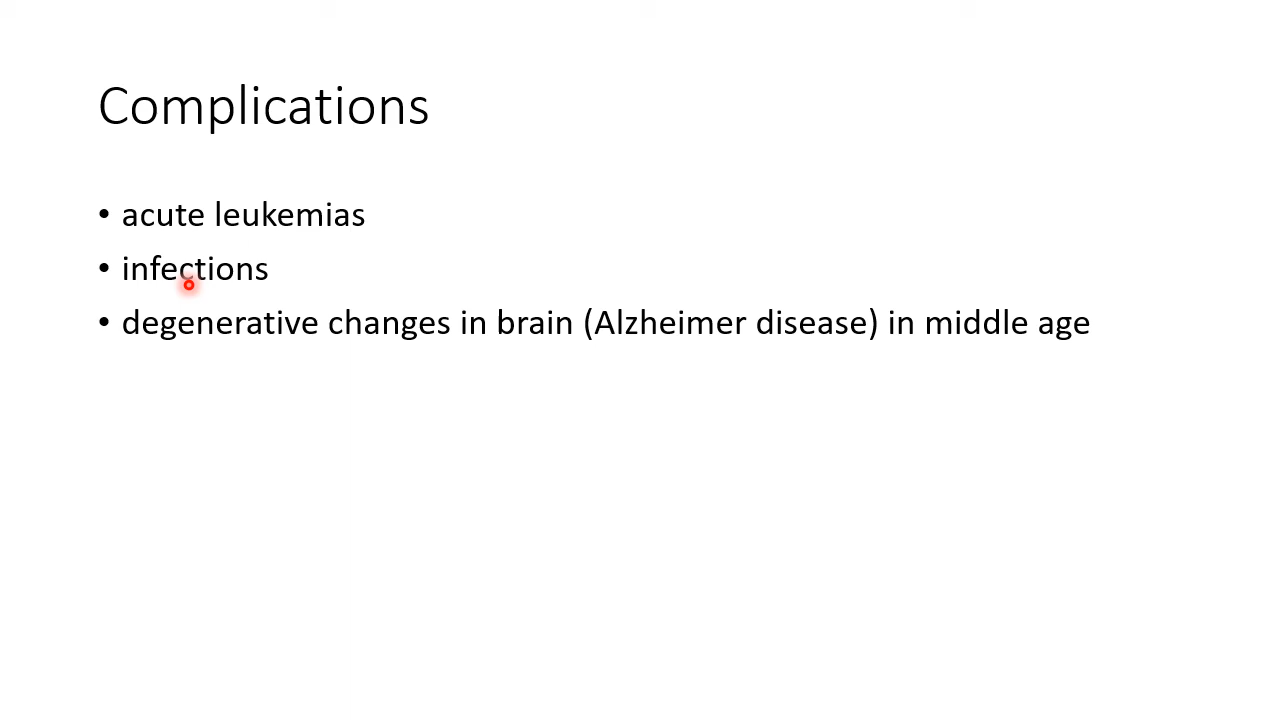 Complications
• acute leukemias
• infections
• degenerative changes in brain (Alzheimer disease) in middle age